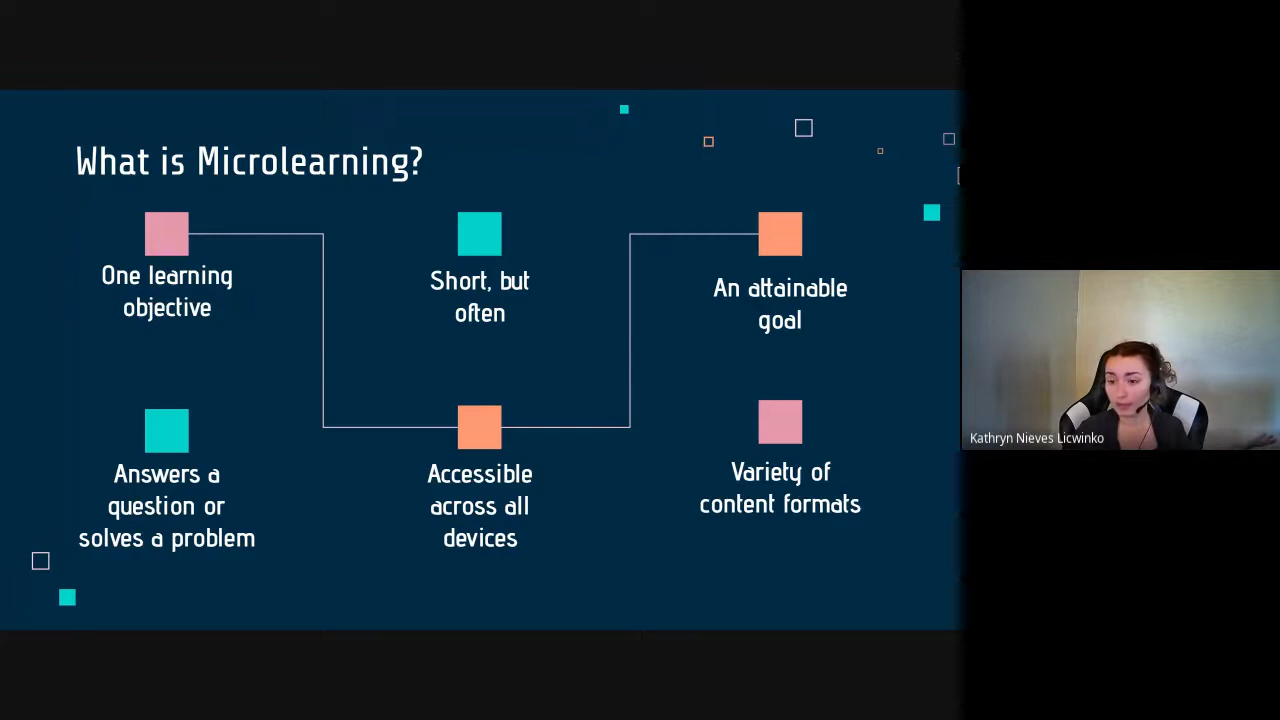 What is Microlearning?
One learning
objective
Short, but
often
An attainable
goal
Answers a
question or
solves a problem
Accessible
across all
devices
Variety of
content formats
Kathryn Nieves Licwinko